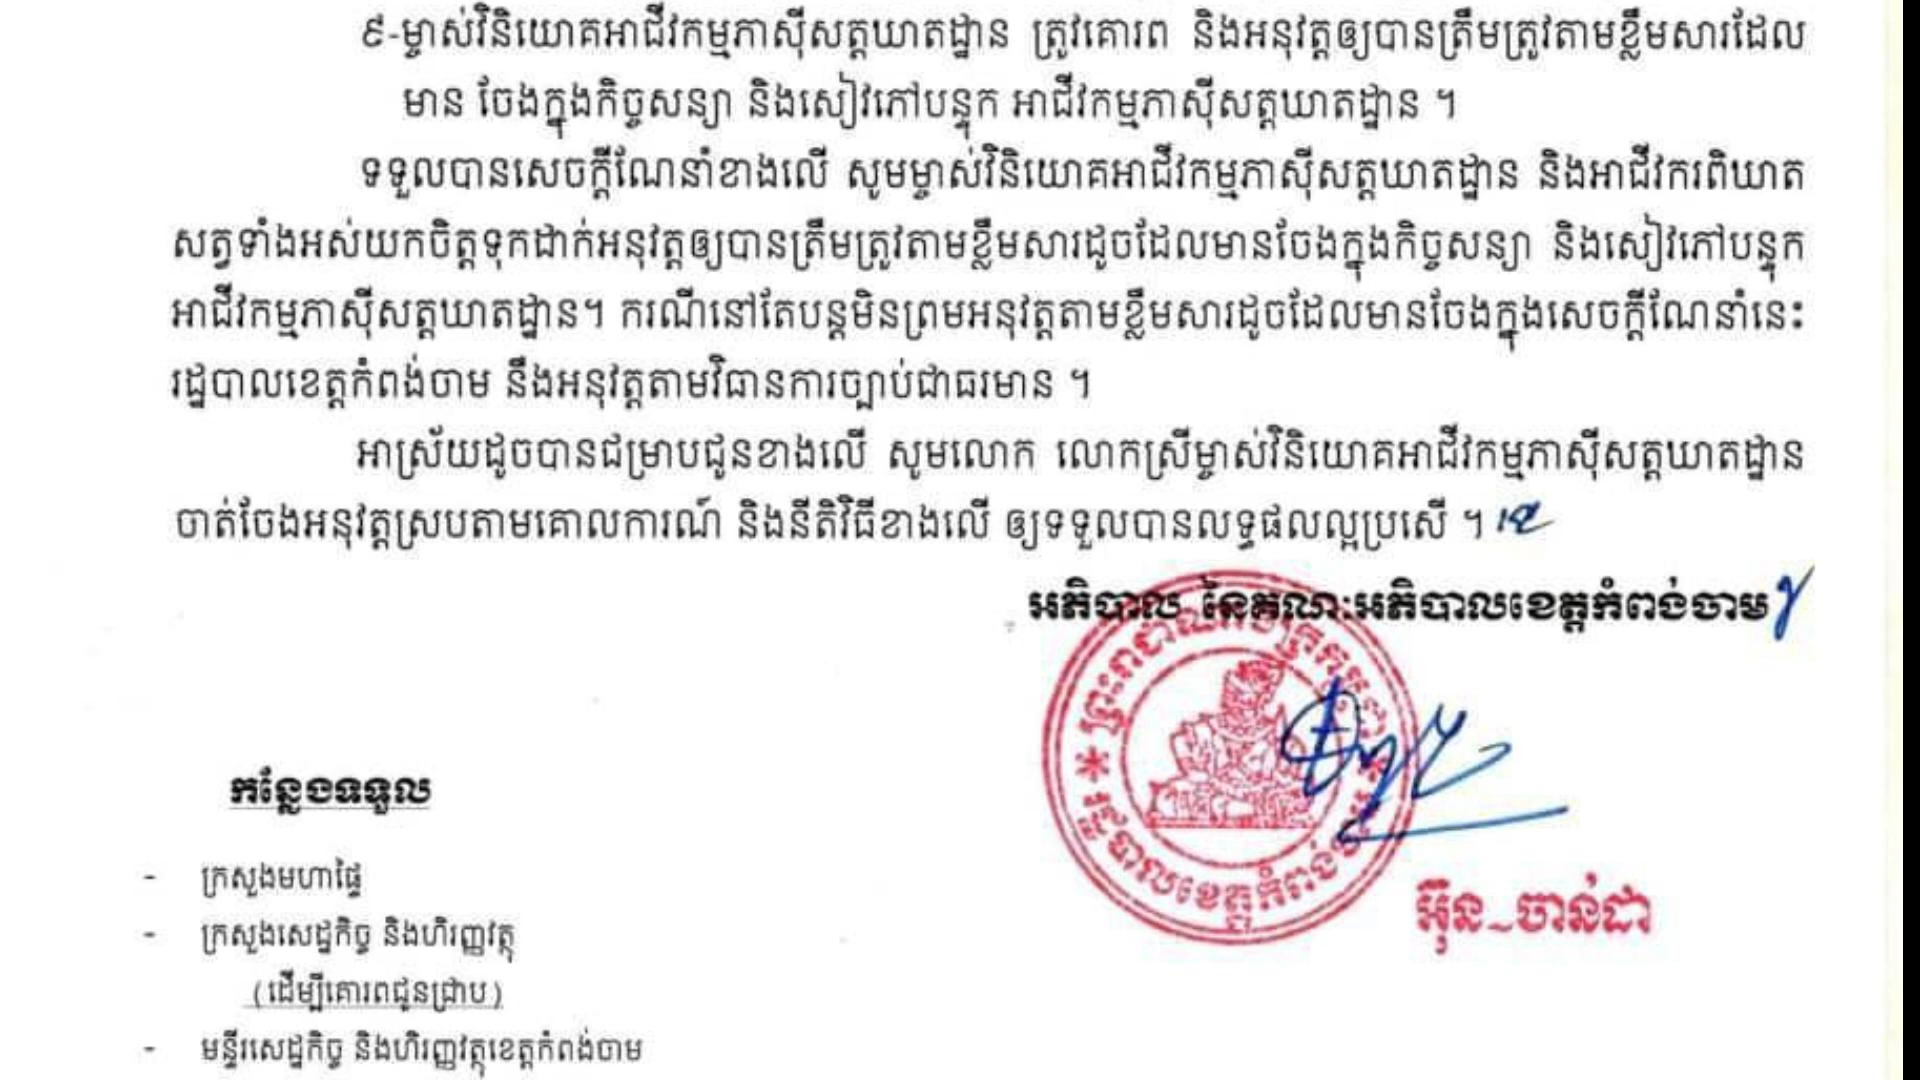 ៩-ម្ចាស់វិនិយោគអាជីវកម្មភាស៊ីសត្តឃាតដ្ឋាន ត្រូវគោរព និងអនុវត្តឲ្យបានត្រឹមត្រូវតាមខ្លឹមសារដែល
មាន ចែងក្នុងកិច្ចសន្យា និងសៀវភៅបន្ទុក អាជីវកម្មភាស៊ីសត្តឃាតដ្ឋាន ។
ទទួលបានសេចក្តីណែនាំខាងលើ សូមម្ចាស់វិនិយោគអាជីវកម្មភាស៊ីសត្តឃាតដ្ឋាន និងអាជីវករពិឃាត
សត្វទាំងអស់យកចិត្តទុកដាក់អនុវត្តឲ្យបានត្រឹមត្រូវតាមខ្លឹមសារដូចដែលមានចែងក្នុងកិច្ចសន្យា និងសៀវភៅបន្ទុក
អាជីវកម្មភាស៊ីសត្តឃាតដ្ឋាន។ ករណីនៅតែបន្តមិនព្រមអនុវត្តតាមខ្លឹមសារដូចដែលមានចែងក្នុងសេចក្តីណែនាំនេះ
រដ្ឋបាលខេត្តកំពង់ចាម នឹងអនុវត្តតាមវិធានការច្បាប់ជាធរមាន ។
អាស្រ័យដូចបានជម្រាបជូនខាងលើ សូមលោក លោកស្រីម្ចាស់វិនិយោគអាជីវកម្មភាស៊ីសត្តឃាតដ្ឋាន
ចាត់ចែងអនុវត្តស្របតាមគោលការណ៍ និងនីតិវិធីខាងលើ ឲ្យទទួលបានលទ្ធផលល្អប្រសើ ។
អភិបាល នៃគណៈអភិបាលខេត្តកំពង់ចាម
ព្រះរាជាណាចក្រកម្ពុជា
រដ្ឋបាលខេត្តកំពង់ចាម
អ៊ុន ចាន់ដា
កន្លែងទទួល
- ក្រសួងមហាផ្ទៃ
- ក្រសួងសេដ្ឋកិច្ច និងហិរញ្ញវត្ថុ
(ដើម្បីគោរពជូនជ្រាប)
- មន្ទីរសេដ្ឋកិច្ច និងហិរញ្ញវត្ថុខេត្តកំពង់ចាម